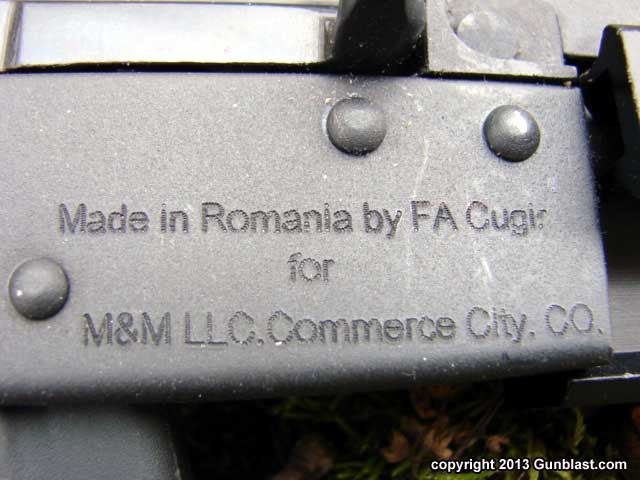 Made in Romania by FA Cugir
for
M&M LLC.Commerce City. CO.
copyright 2013 Gunblast.com